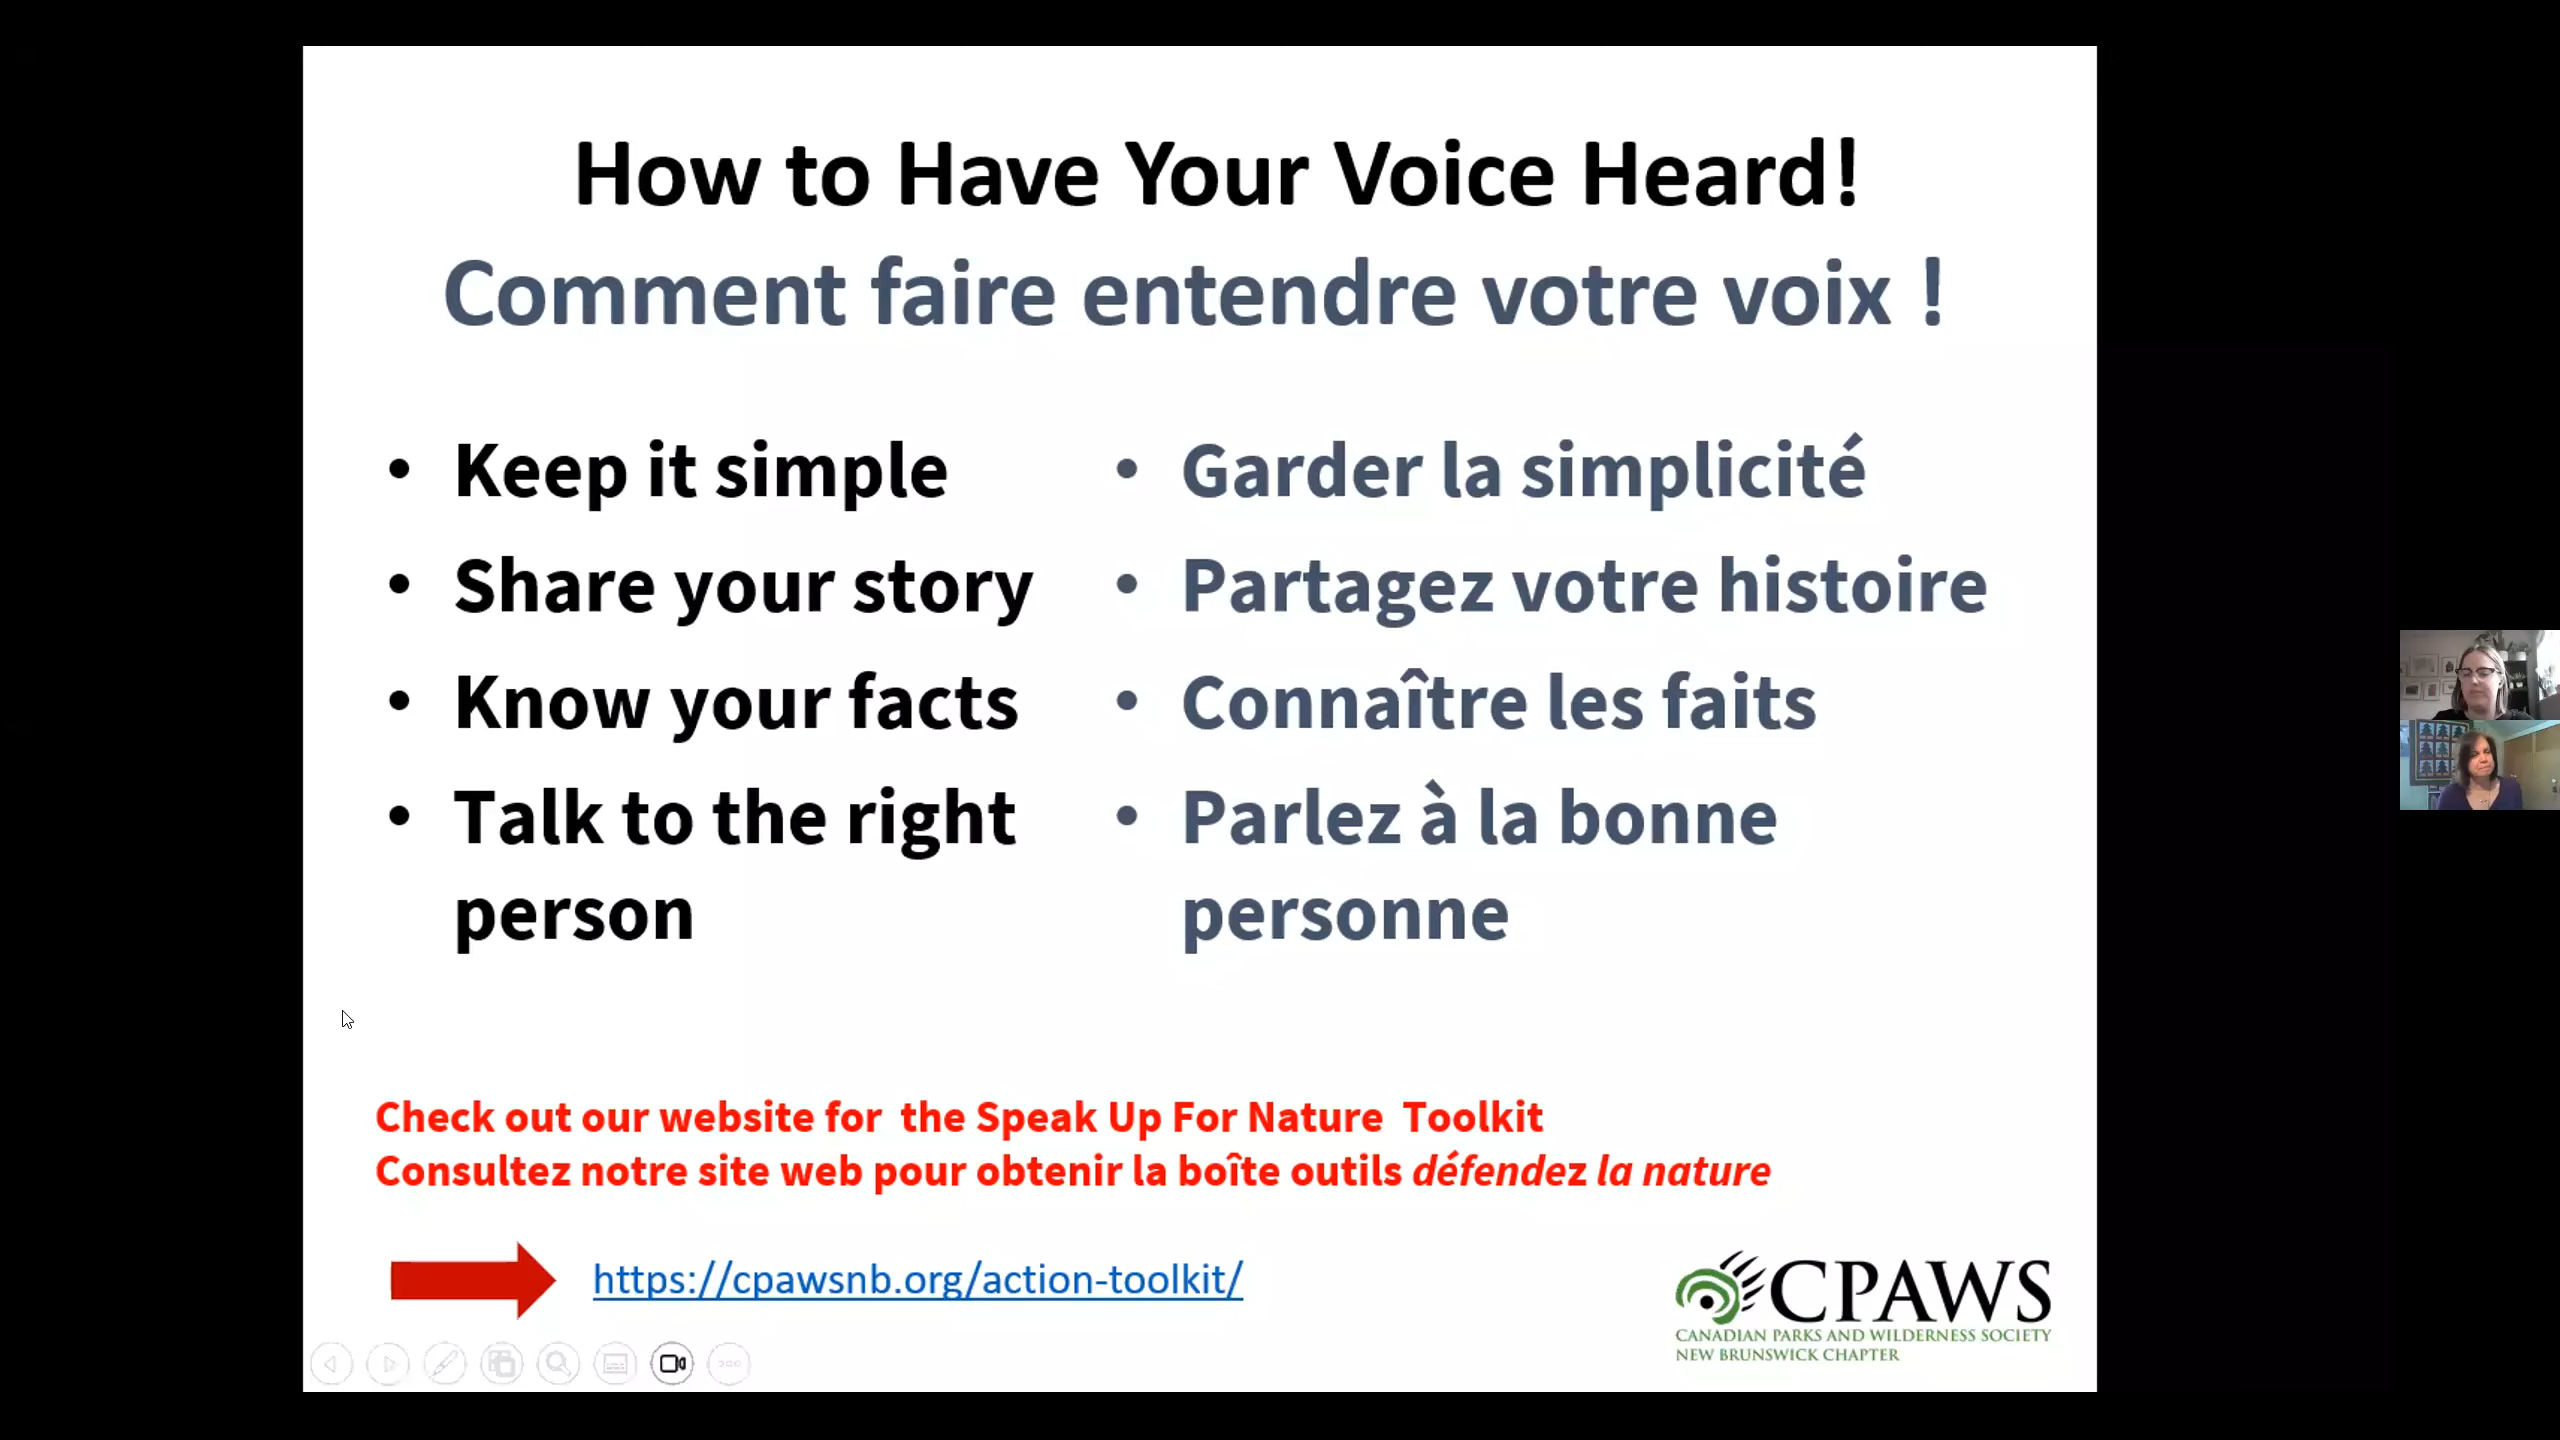 How to Have Your Voice Heard!
Comment faire entendre votre voix !
• Keep it simple
• Share your story
• Know your facts
• Talk to the right
person
• Garder la simplicité
• Partagez votre histoire
• Connaître les faits
• Parlez à la bonne
personne
Check out our website for  the Speak Up For Nature  Toolkit
Consultez notre site web pour obtenir la boîte outils défendez la nature
https://cpawsnb.org/action-toolkit/
CPAWS
CANADIAN PARKS AND WILDERNESS SOCIETY
NEW BRUNSWICK CHAPTER